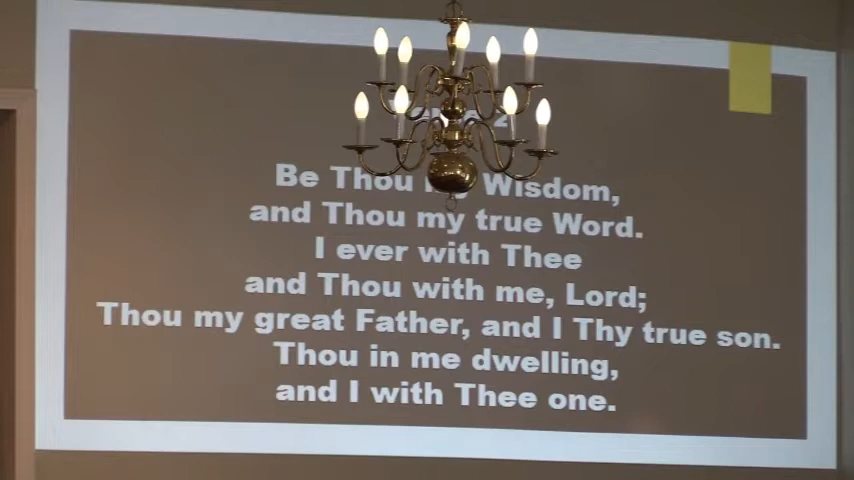 2
Be Thou Wisdom,
and Thou my true Word.
I ever with Thee
and Thou with me, Lord;
Thou my great Father, and I Thy true son.
Thou in me dwelling,
and I with Thee one.